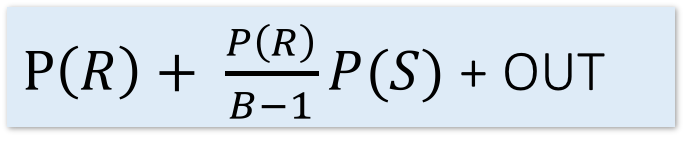 P(R) + P(R)/B−1 P(S) + OUT